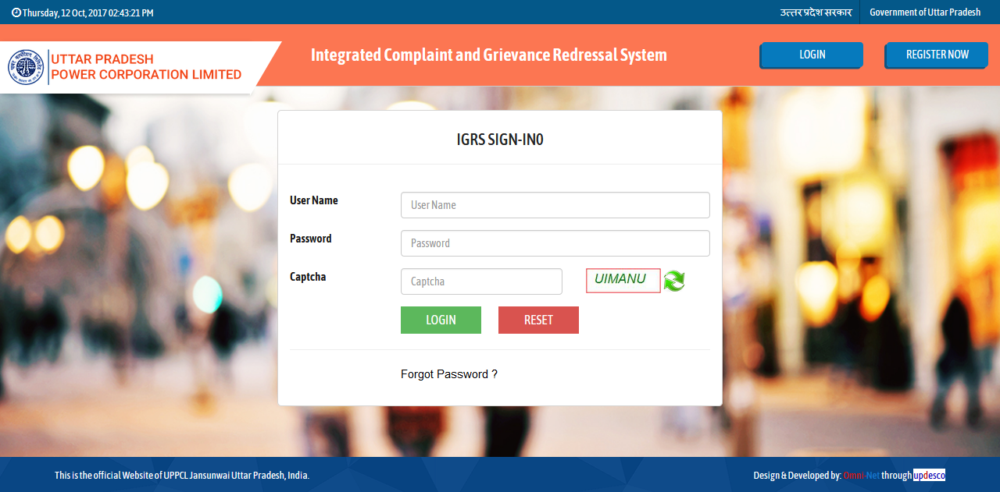 Thursday, 12 Oct, 2017 02:43:21 PM
उत्तर प्रदेश सरकार
Government of Uttar Pradesh
UTTAR PRADESH
POWER CORPORATION LIMITED
Integrated Complaint and Grievance Redressal System
LOGIN
REGISTER NOW
IGRS SIGN-IN0
User Name
User Name
Password
Password
Captcha
Captcha
UIMANU
LOGIN
RESET
Forgot Password ?
This is the official Website of UPPCL Jansunwai Uttar Pradesh, India.
Design & Developed by: Omni-Net through updesco